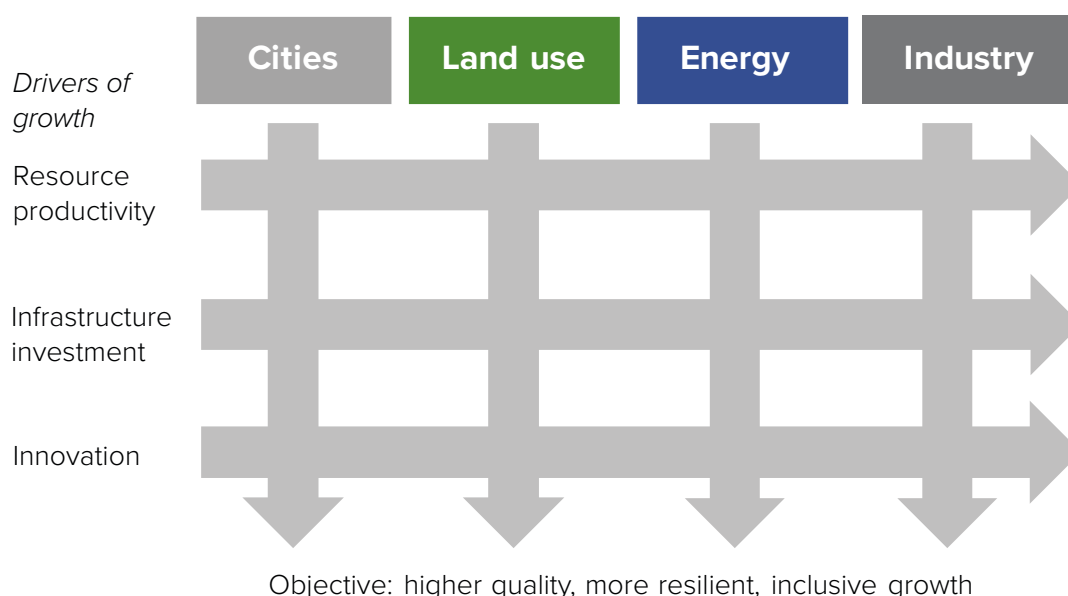 Cities
Land use
Energy
Industry
Drivers of
growth
Resource
productivity
Infrastructure
investment
Innovation
Objective: higher quality, more resilient, inclusive growth